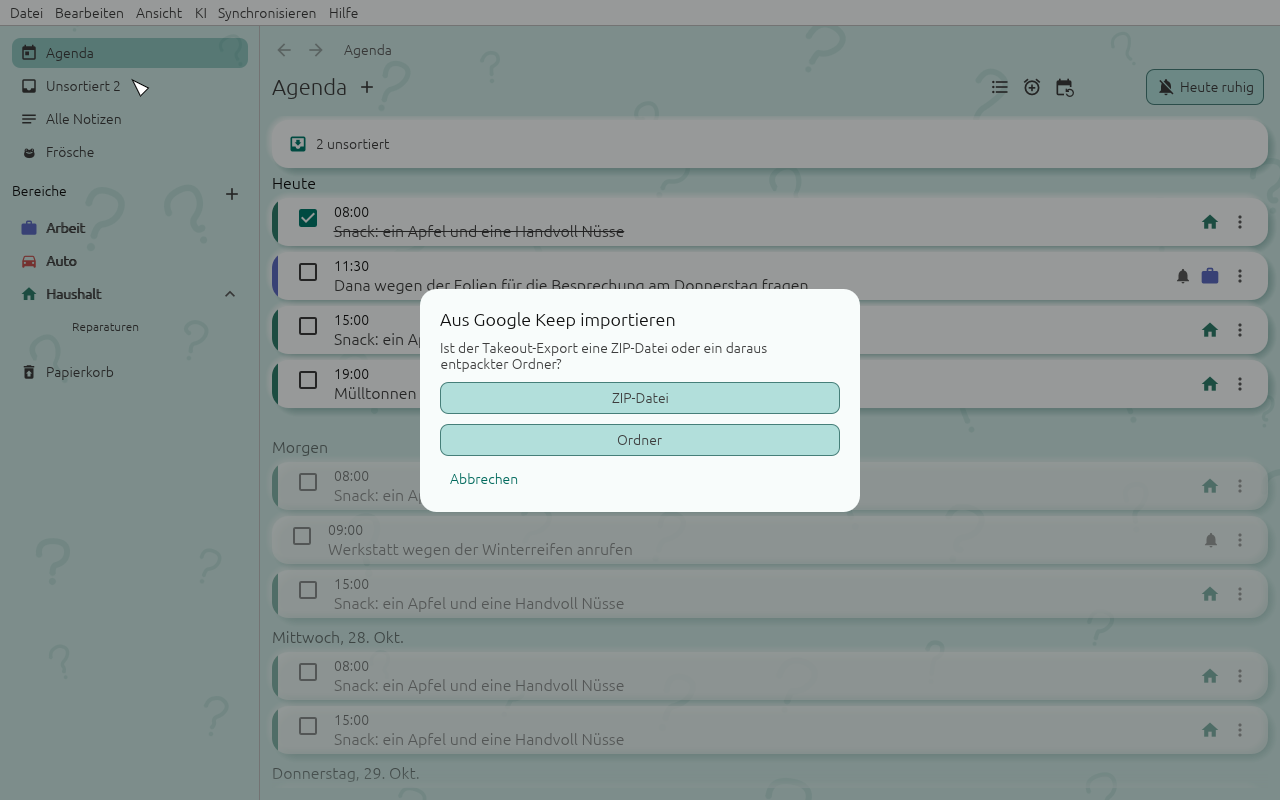 Datei Bearbeiten Ansicht KI Synchronisieren Hilfe
Agenda
Unsortiert 2
Alle Notizen
Frösche
Bereiche
Arbeit
Auto
Haushalt
Reparaturen
Papierkorb
Agenda
Agenda
Heute ruhig
2 unsortiert
Heute
08:00
Snack: ein Apfel und eine Handvoll Nüsse
11:30
Dana wegen der Folien für die Besprechung am Donnerstag fragen
15:00
Snack: ein
19:00
Mülltonnen
Aus Google Keep importieren
Ist der Takeout-Export eine ZIP-Datei oder ein daraus
entpackter Ordner?
ZIP-Datei
Ordner
Abbrechen
Morgen
08:00
Snack: ein
09:00
Werkstatt wegen der Winterreifen anrufen
15:00
Snack: ein Apfel und eine Handvoll Nüsse
Mittwoch, 28. Okt.
08:00
Snack: ein Apfel und eine Handvoll Nüsse
15:00
Snack: ein Apfel und eine Handvoll Nüsse
Donnerstag, 29. Okt.